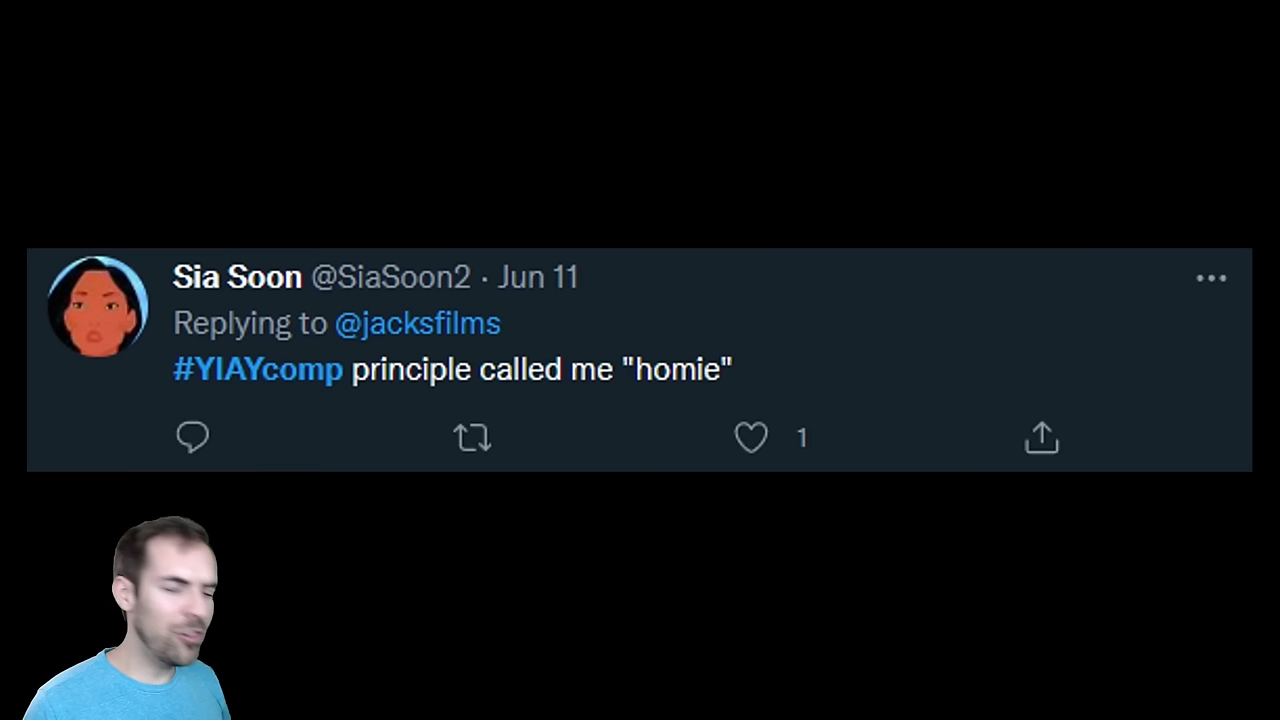 Sia Soon @SiaSoon2 · Jun 11
Replying to @jacksfilms
#YIAYcomp principle called me "homie"
1